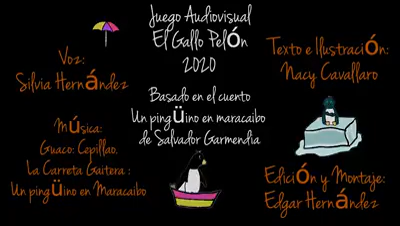 Juego Audiovisual
El Gallo Pelón
2020
Basado en el cuento
Un pingüino en maracaibo
de Salvador Garmendia
Voz:
Silvia Hernández
Música:
Guaco: Cepillao.
La Carreta Gaitera :
Un pingüino en Maracaibo
Texto e Ilustración:
Nacy Cavallaro
Edición y Montaje:
Edgar Hernández